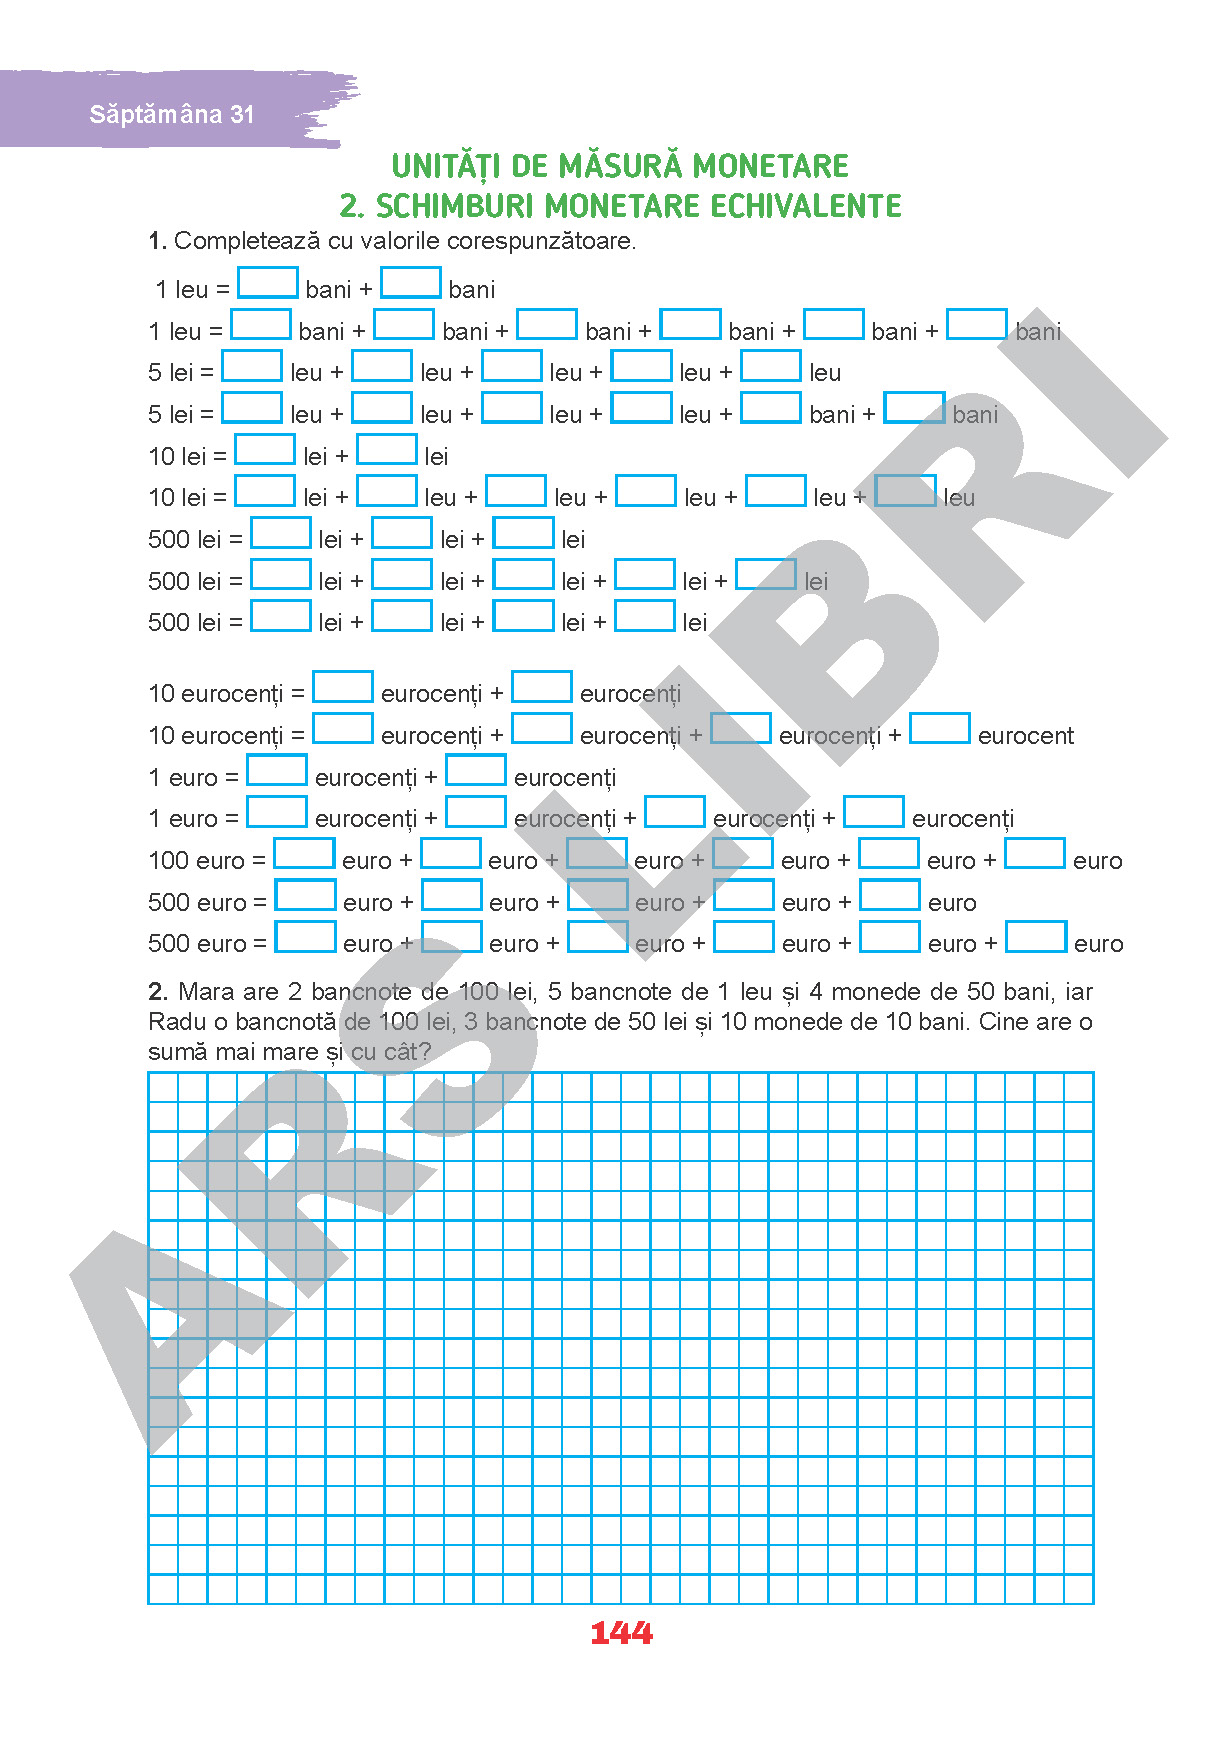 Săptămâna 31
UNITĂȚI DE MĂSURĂ MONETARE
2. SCHIMBURI MONETARE ECHIVALENTE
1. Completează cu valorile corespunzătoare.
1 leu = bani + bani
1 leu = bani + bani + bani + bani + bani + bani
5 lei = leu + leu + leu + leu + leu
5 lei = leu + leu + leu + leu + bani + bani
10 lei = lei + lei
10 lei = lei + leu + leu + leu + leu + leu
500 lei = lei + lei + lei
500 lei = lei + lei + lei + lei + lei
500 lei = lei + lei + lei + lei
10 eurocenți = eurocenți + eurocenți
10 eurocenți = eurocenți + eurocenți + eurocenți + eurocent
1 euro = eurocenți + eurocenți
1 euro = eurocenți + eurocenți + eurocenți + eurocenți
100 euro = euro + euro + euro + euro + euro + euro
500 euro = euro + euro + euro + euro + euro
500 euro = euro + euro + euro + euro + euro + euro
2. Mara are 2 bancnote de 100 lei, 5 bancnote de 1 leu și 4 monede de 50 bani, iar
Radu o bancnotă de 100 lei, 3 bancnote de 50 lei și 10 monede de 10 bani. Cine are o
sumă mai mare și cu cât?
144
ARS LIBRI